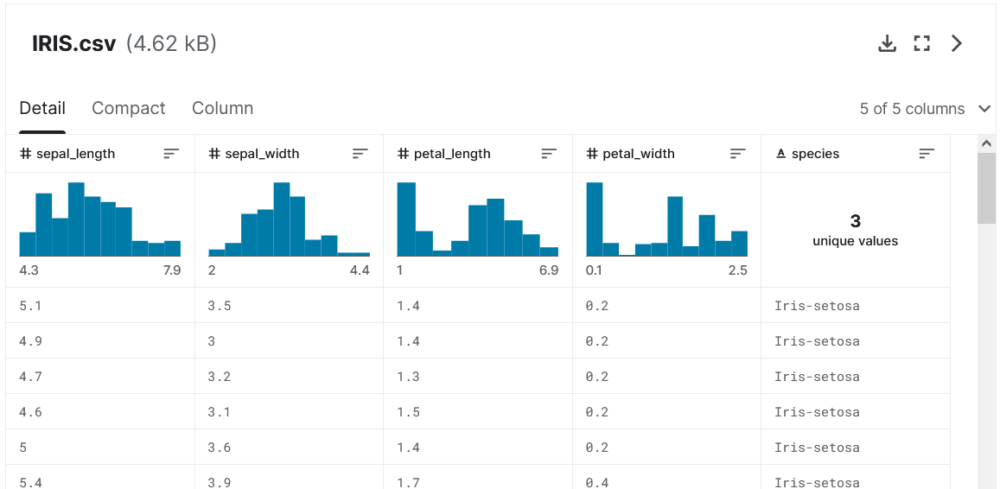 IRIS.csv (4.62 kB)
Detail Compact Column 5 of 5 columns
# sepal_length # sepal_width # petal_length # petal_width A species
3
unique values
4.3 7.9 2 4.4 1 6.9 0.1 2.5
5.1 3.5 1.4 0.2 Iris-setosa
4.9 3 1.4 0.2 Iris-setosa
4.7 3.2 1.3 0.2 Iris-setosa
4.6 3.1 1.5 0.2 Iris-setosa
5 3.6 1.4 0.2 Iris-setosa
5.4 3.9 1.7 0.4 Iris-setosa